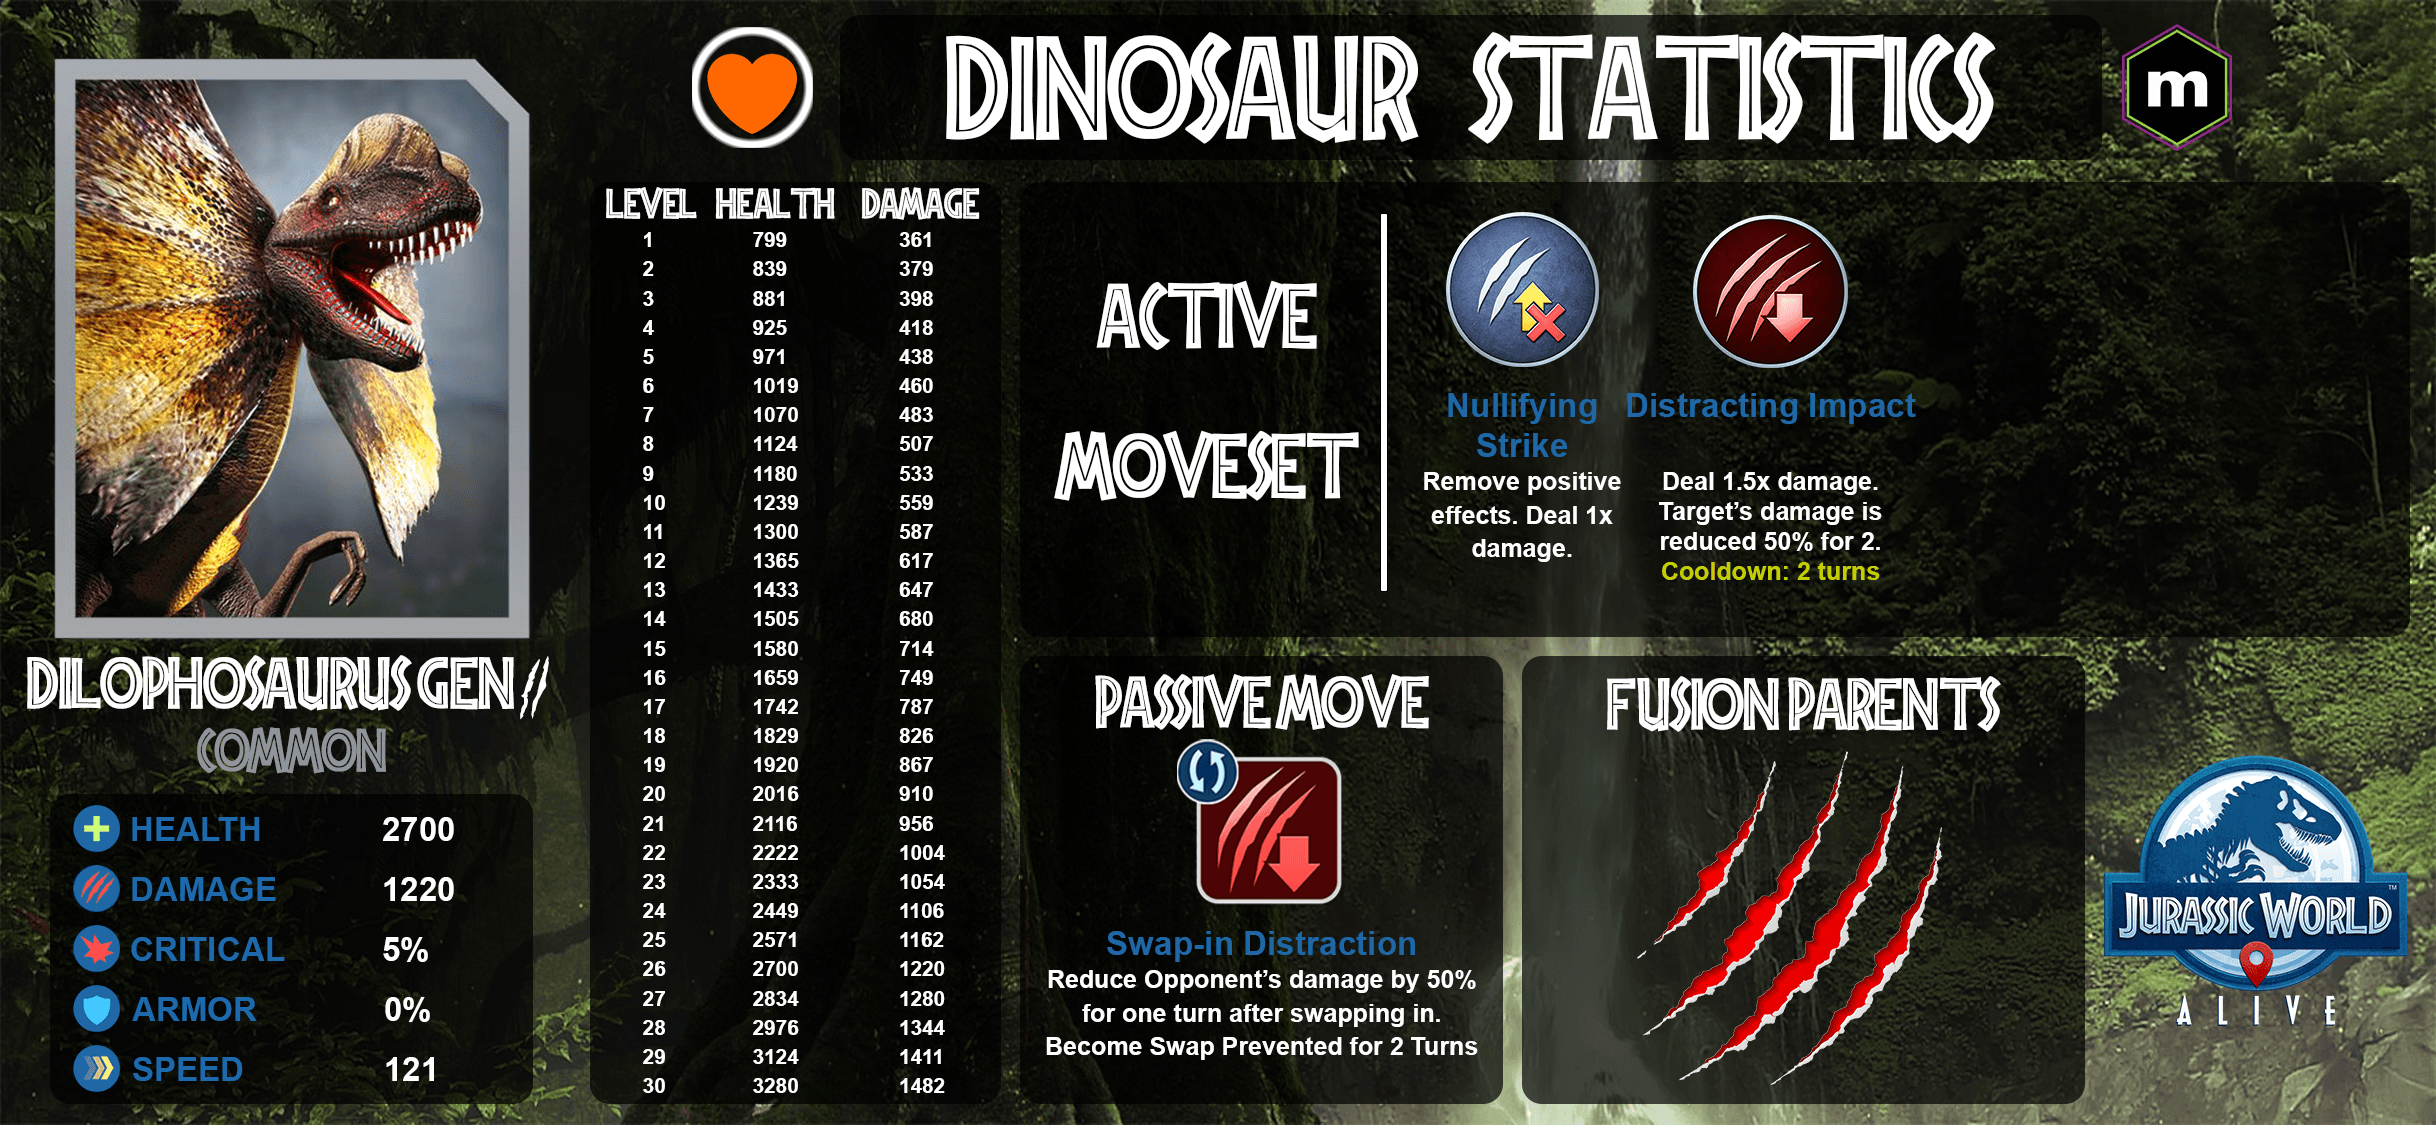 DINOSAUR STATISTICS
m
DILOPHOSAURUS GEN II
COMMON
HEALTH 2700
DAMAGE 1220
CRITICAL 5%
ARMOR 0%
SPEED 121
LEVEL HEALTH DAMAGE
1 799 361
2 839 379
3 881 398
4 925 418
5 971 438
6 1019 460
7 1070 483
8 1124 507
9 1180 533
10 1239 559
11 1300 587
12 1365 617
13 1433 647
14 1505 680
15 1580 714
16 1659 749
17 1742 787
18 1829 826
19 1920 867
20 2016 910
21 2116 956
22 2222 1004
23 2333 1054
24 2449 1106
25 2571 1162
26 2700 1220
27 2834 1280
28 2976 1344
29 3124 1411
30 3280 1482
ACTIVE
MOVESET
Nullifying
Strike
Remove positive
effects. Deal 1x
damage.
Distracting Impact
Deal 1.5x damage.
Target’s damage is
reduced 50% for 2.
Cooldown: 2 turns
PASSIVE MOVE
Swap-in Distraction
Reduce Opponent’s damage by 50%
for one turn after swapping in.
Become Swap Prevented for 2 Turns
FUSION PARENTS
JURASSIC WORLD
TM
ALIVE